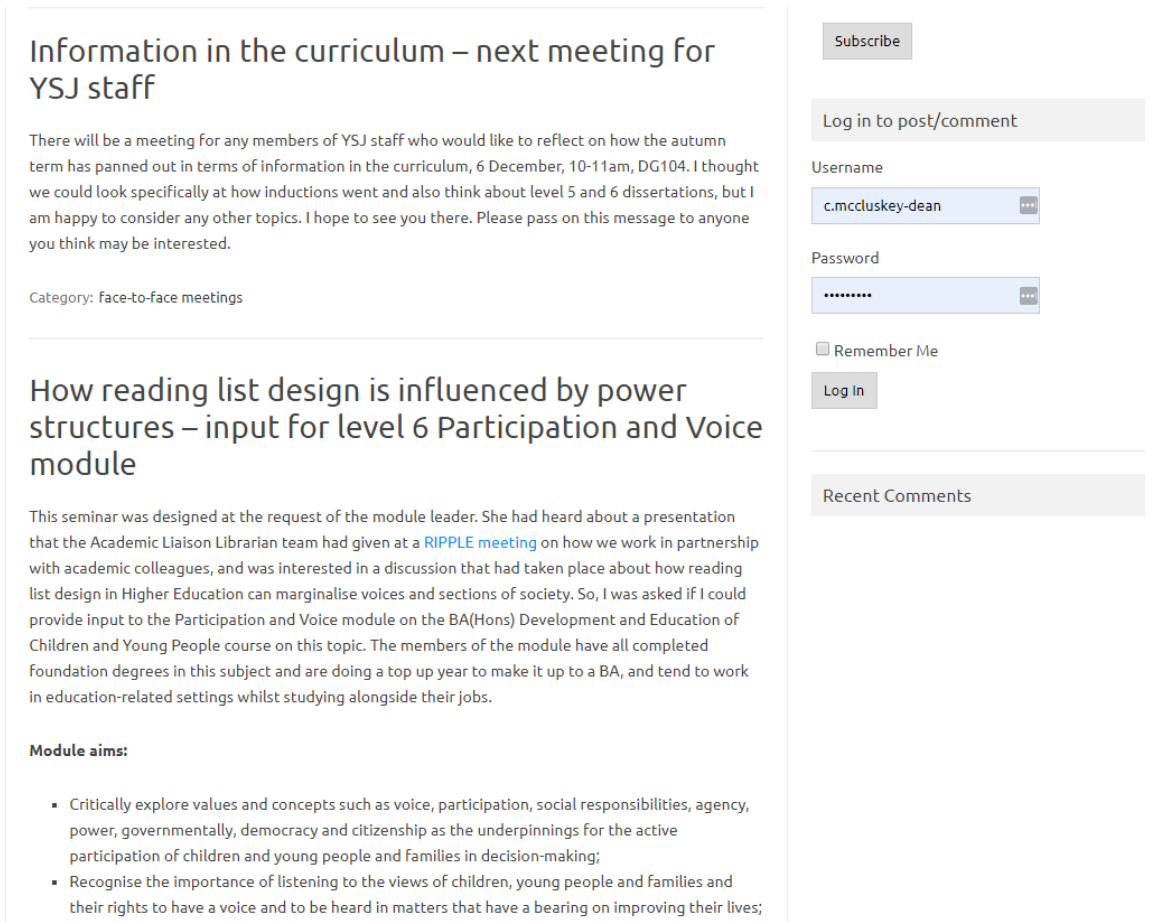 Information in the curriculum – next meeting for
YSJ staff
There will be a meeting for any members of YSJ staff who would like to reflect on how the autumn
term has panned out in terms of information in the curriculum, 6 December, 10-11am, DG104. I thought
we could look specifically at how inductions went and also think about level 5 and 6 dissertations, but I
am happy to consider any other topics. I hope to see you there. Please pass on this message to anyone
you think may be interested.
Category: face-to-face meetings
How reading list design is influenced by power
structures – input for level 6 Participation and Voice
module
This seminar was designed at the request of the module leader. She had heard about a presentation
that the Academic Liaison Librarian team had given at a RIPPLE meeting on how we work in partnership
with academic colleagues, and was interested in a discussion that had taken place about how reading
list design in Higher Education can marginalise voices and sections of society. So, I was asked if I could
provide input to the Participation and Voice module on the BA(Hons) Development and Education of
Children and Young People course on this topic. The members of the module have all completed
foundation degrees in this subject and are doing a top up year to make it up to a BA, and tend to work
in education-related settings whilst studying alongside their jobs.
Module aims:
▪ Critically explore values and concepts such as voice, participation, social responsibilities, agency,
power, governmentally, democracy and citizenship as the underpinnings for the active
participation of children and young people and families in decision-making;
▪ Recognise the importance of listening to the views of children, young people and families and
their rights to have a voice and to be heard in matters that have a bearing on improving their lives;
Subscribe
Log in to post/comment
Username
c.mccluskey-dean
Password
•••••••••
Remember Me
Log In
Recent Comments